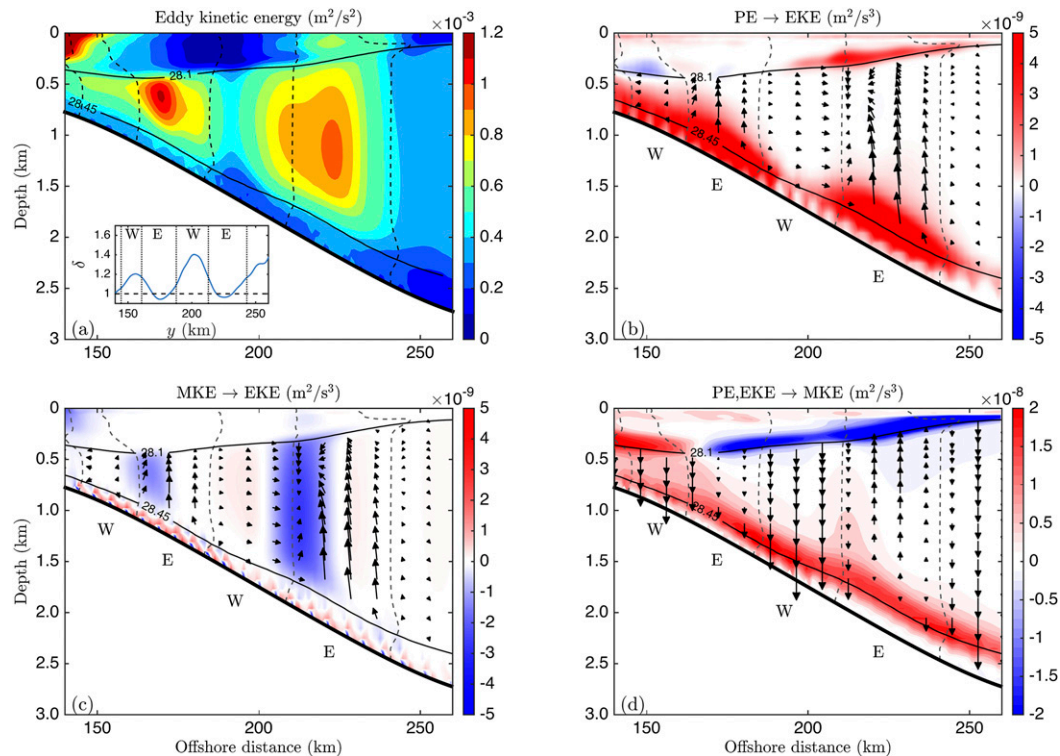 Eddy kinetic energy (m²/s²)
×10⁻³
0
0.5
1.0
1.5
2.0
2.5
3.0
Depth (km)
28.1
28.45
1.6
1.4
1.2
1
δ
W E W E
150 200 250
y (km)
(a)
150 200 250
1.2
1
0.8
0.6
0.4
0.2
0
PE → EKE (m²/s³)
×10⁻⁹
0
0.5
1.0
1.5
2.0
2.5
3.0
28.1
28.45
W
E
W
E
(b)
150 200 250
5
4
3
2
1
0
-1
-2
-3
-4
-5
MKE → EKE (m²/s³)
×10⁻⁹
0
0.5
1.0
1.5
2.0
2.5
3.0
Depth (km)
28.1
28.45
W
E
W
E
(c)
150 200 250
Offshore distance (km)
5
4
3
2
1
0
-1
-2
-3
-4
-5
PE,EKE → MKE (m²/s³)
×10⁻⁸
0
0.5
1.0
1.5
2.0
2.5
3.0
Depth (km)
28.1
28.45
W
E
W
E
(d)
150 200 250
Offshore distance (km)
2
1.5
1
0.5
0
-0.5
-1
-1.5
-2